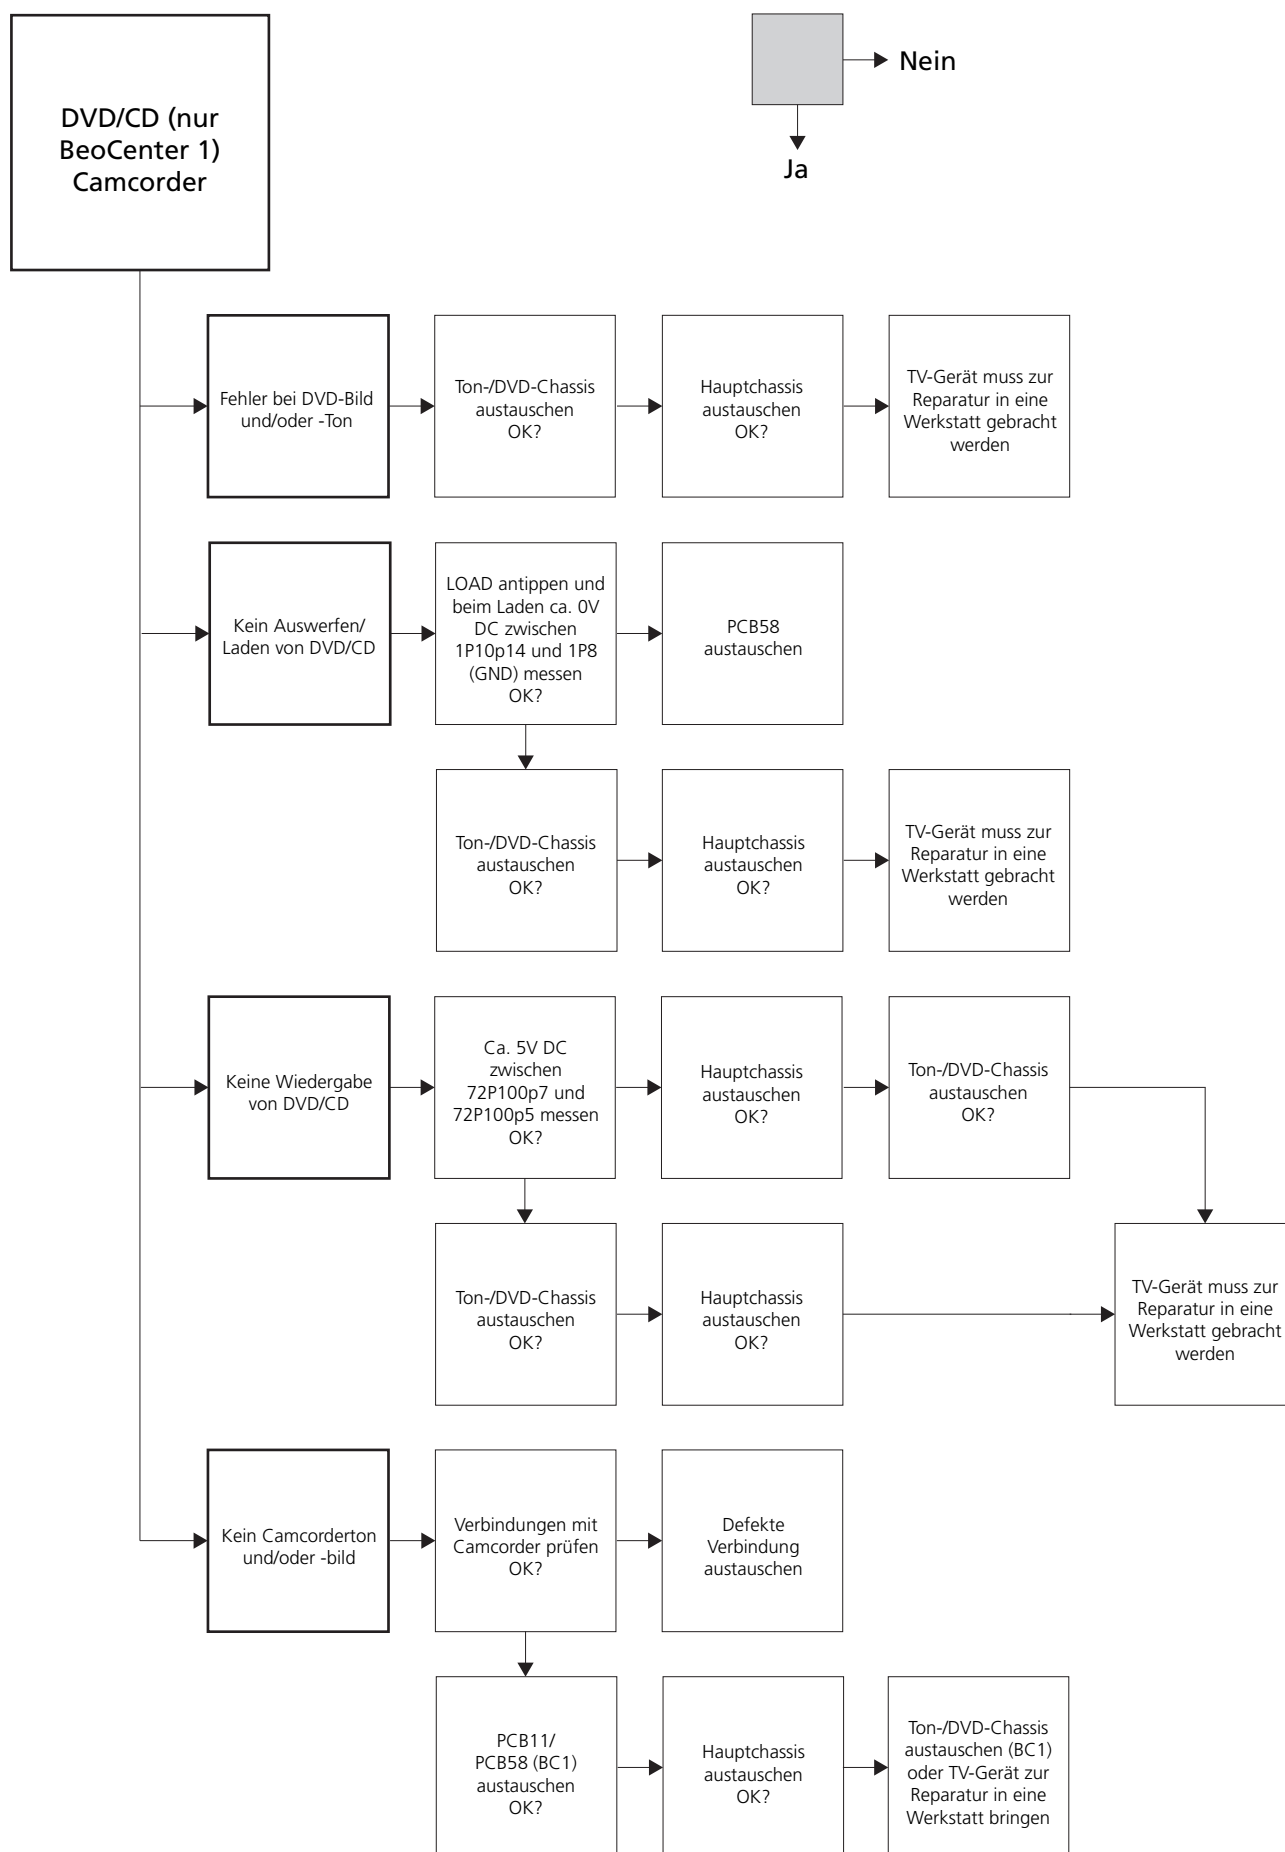 DVD/CD (nur
BeoCenter 1)
Camcorder
Nein
Ja
Fehler bei DVD-Bild
und/oder -Ton
Ton-/DVD-Chassis
austauschen
OK?
Hauptchassis
austauschen
OK?
TV-Gerät muss zur
Reparatur in eine
Werkstatt gebracht
werden
Kein Auswerfen/
Laden von DVD/CD
LOAD antippen und
beim Laden ca. 0V
DC zwischen
1P10p14 und 1P8
(GND) messen
OK?
PCB58
austauschen
Ton-/DVD-Chassis
austauschen
OK?
Hauptchassis
austauschen
OK?
TV-Gerät muss zur
Reparatur in eine
Werkstatt gebracht
werden
Keine Wiedergabe
von DVD/CD
Ca. 5V DC
zwischen
72P100p7 und
72P100p5 messen
OK?
Hauptchassis
austauschen
OK?
Ton-/DVD-Chassis
austauschen
OK?
Ton-/DVD-Chassis
austauschen
OK?
Hauptchassis
austauschen
OK?
TV-Gerät muss zur
Reparatur in eine
Werkstatt gebracht
werden
Kein Camcorderton
und/oder -bild
Verbindungen mit
Camcorder prüfen
OK?
Defekte
Verbindung
austauschen
PCB11/
PCB58 (BC1)
austauschen
OK?
Hauptchassis
austauschen
OK?
Ton-/DVD-Chassis
austauschen (BC1)
oder TV-Gerät zur
Reparatur in eine
Werkstatt bringen